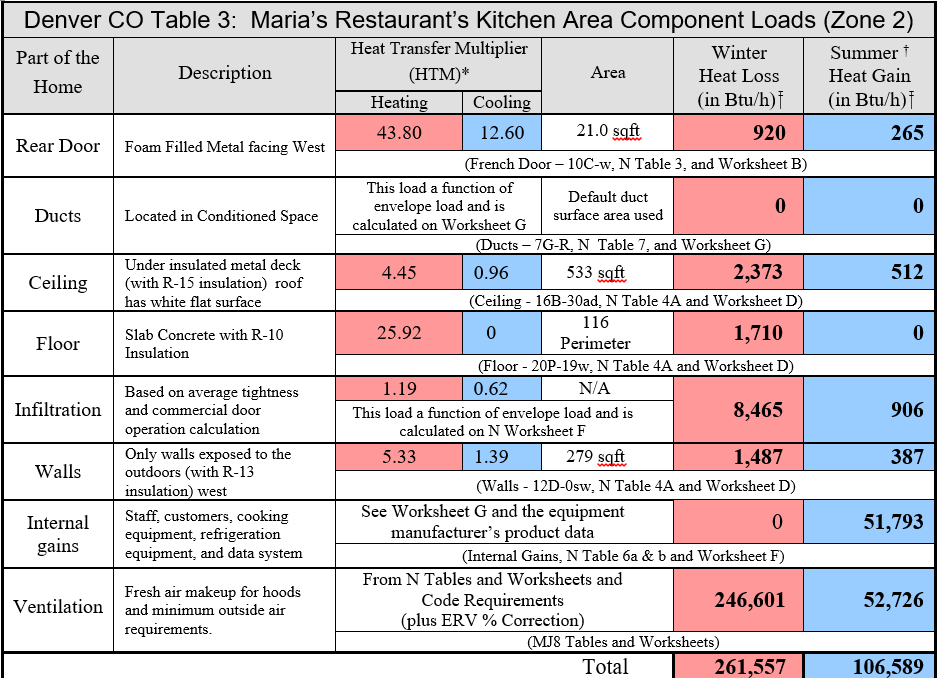 Denver CO Table 3:  Maria's Restaurant's Kitchen Area Component Loads (Zone 2)
Part of the
Home
Description
Heat Transfer Multiplier
(HTM)*
Heating
Cooling
Area
Winter
Heat Loss
(in Btu/h)‡
Summer †
Heat Gain
(in Btu/h)‡
Rear Door
Foam Filled Metal facing West
43.80
12.60
21.0 sqft
920
265
(French Door – 10C-w, N Table 3, and Worksheet B)
Ducts
Located in Conditioned Space
This load a function of
envelope load and is
calculated on Worksheet G
Default duct
surface area used
0
0
(Ducts – 7G-R, N  Table 7, and Worksheet G)
Ceiling
Under insulated metal deck
(with R-15 insulation)  roof
has white flat surface
4.45
0.96
533 sqft
2,373
512
(Ceiling - 16B-30ad, N Table 4A and Worksheet D)
Floor
Slab Concrete with R-10
Insulation
25.92
0
116
Perimeter
1,710
0
(Floor - 20P-19w, N Table 4A and Worksheet D)
Infiltration
Based on average tightness
and commercial door
operation calculation
1.19
0.62
N/A
This load a function of envelope load and is
calculated on N Worksheet F
8,465
906
Walls
Only walls exposed to the
outdoors (with R-13
insulation) west
5.33
1.39
279 sqft
1,487
387
(Walls - 12D-0sw, N Table 4A and Worksheet D)
Internal
gains
Staff, customers, cooking
equipment, refrigeration
equipment, and data system
See Worksheet G and the equipment
manufacturer's product data
0
51,793
(Internal Gains, N Table 6a & b and Worksheet F)
Ventilation
Fresh air makeup for hoods
and minimum outside air
requirements.
From N Tables and Worksheets and
Code Requirements
(plus ERV % Correction)
246,601
52,726
(MJ8 Tables and Worksheets)
Total
261,557
106,589